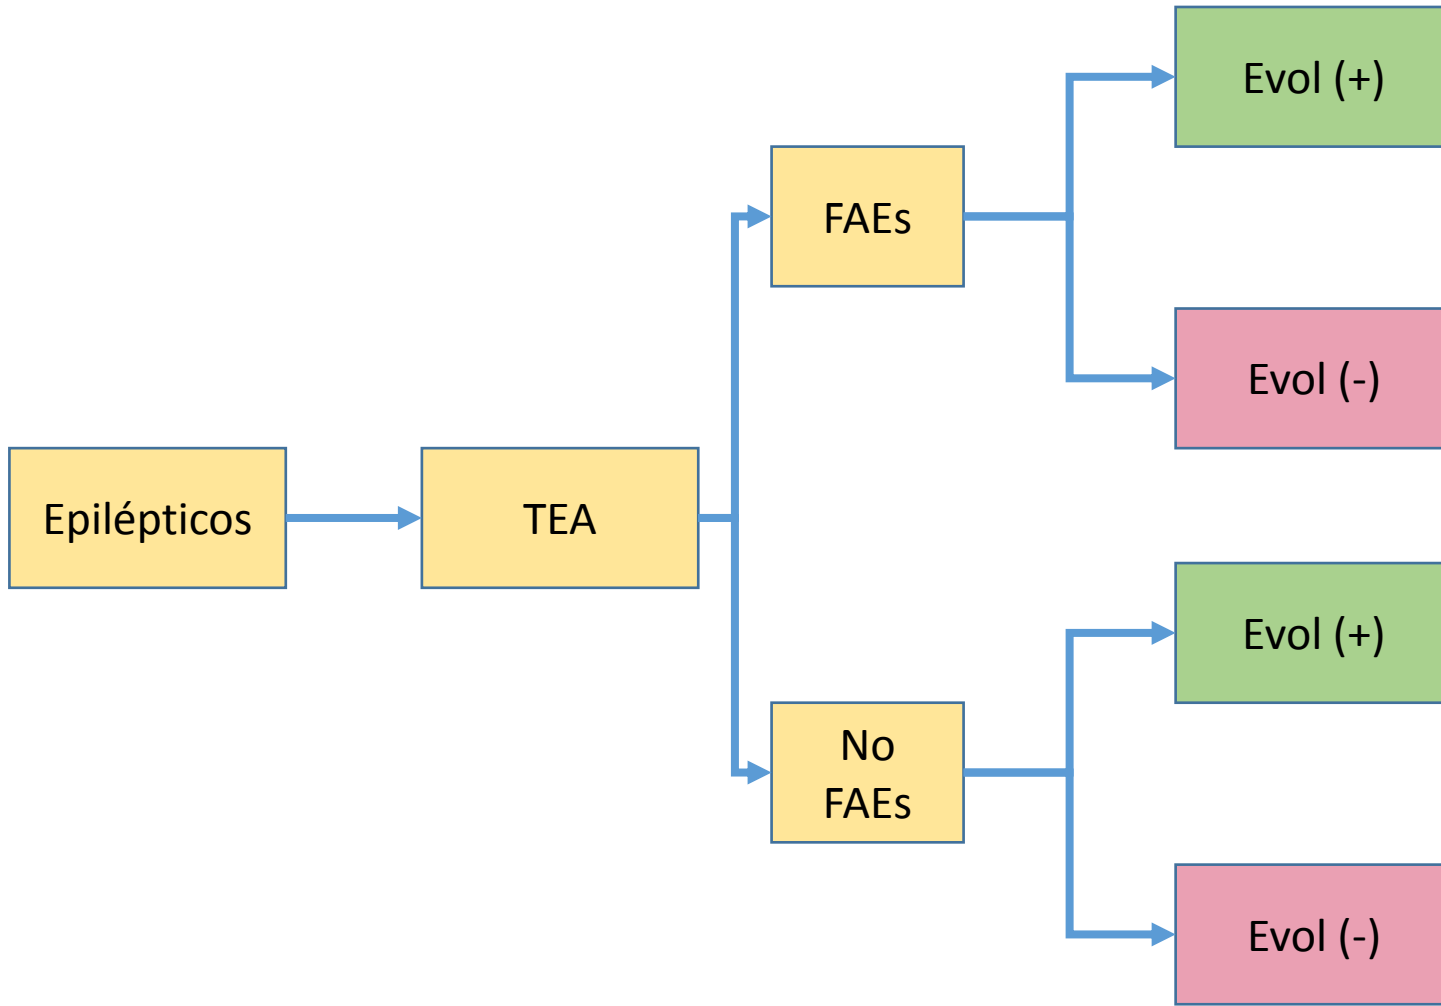 Epilépticos
TEA
FAEs
Evol (+)
Evol (-)
No
FAEs
Evol (+)
Evol (-)